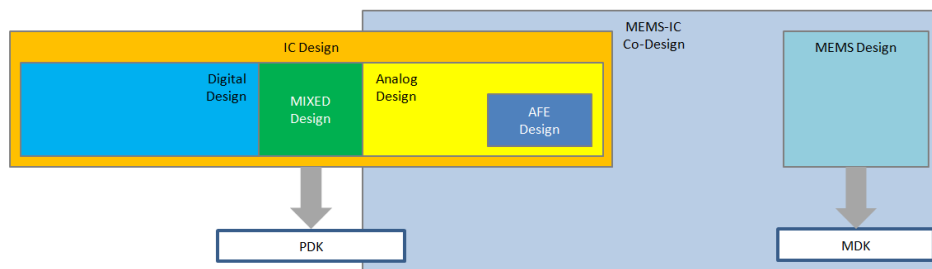 MEMS-IC
Co-Design
IC Design
MEMS Design
Digital
Design
MIXED
Design
Analog
Design
AFE
Design
PDK
MDK